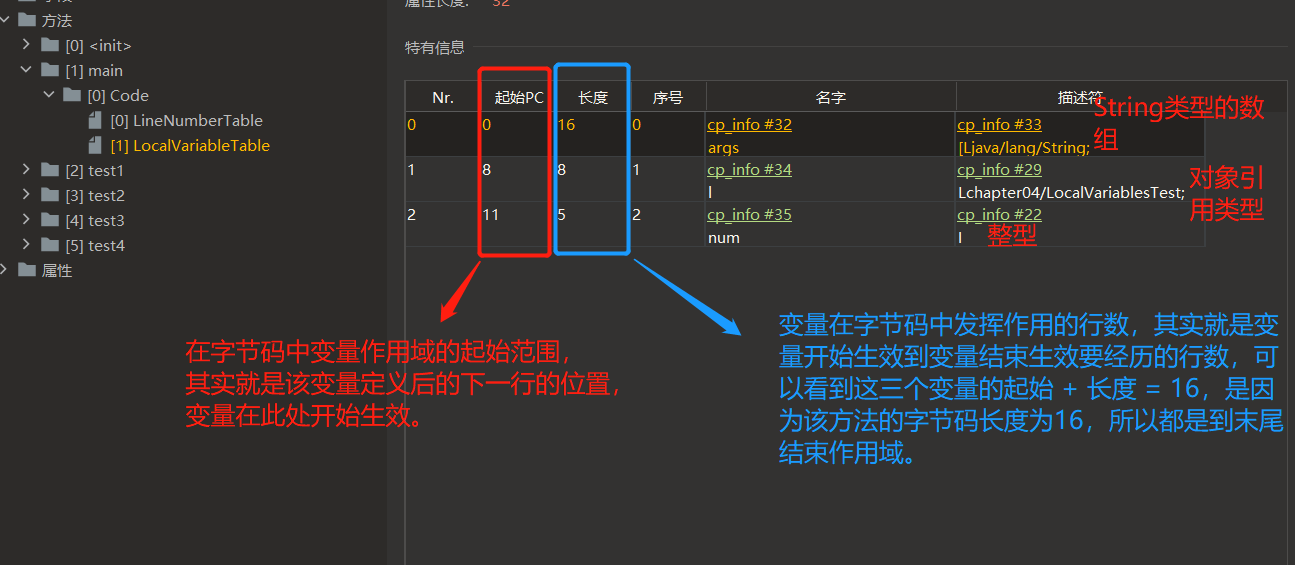 属性长度: 32
方法
[0] <init>
[1] main
[0] Code
[0] LineNumberTable
[1] LocalVariableTable
[2] test1
[3] test2
[4] test3
[5] test4
属性
特有信息
Nr. 起始PC 长度 序号 名字 描述符
0 0 16 0 cp_info #32 cp_info #33
args [Ljava/lang/String;
1 8 8 1 cp_info #34 cp_info #29
l Lchapter04/LocalVariablesTest;
2 11 5 2 cp_info #35 cp_info #22
num I
String类型的数
组
对象引
用类型
整型
在字节码中变量作用域的起始范围，
其实就是该变量定义后的下一行的位置，
变量在此处开始生效。
变量在字节码中发挥作用的行数，其实就是变
量开始生效到变量结束生效要经历的行数，可
以看到这三个变量的起始 + 长度 = 16，是因
为该方法的字节码长度为16，所以都是到末尾
结束作用域。